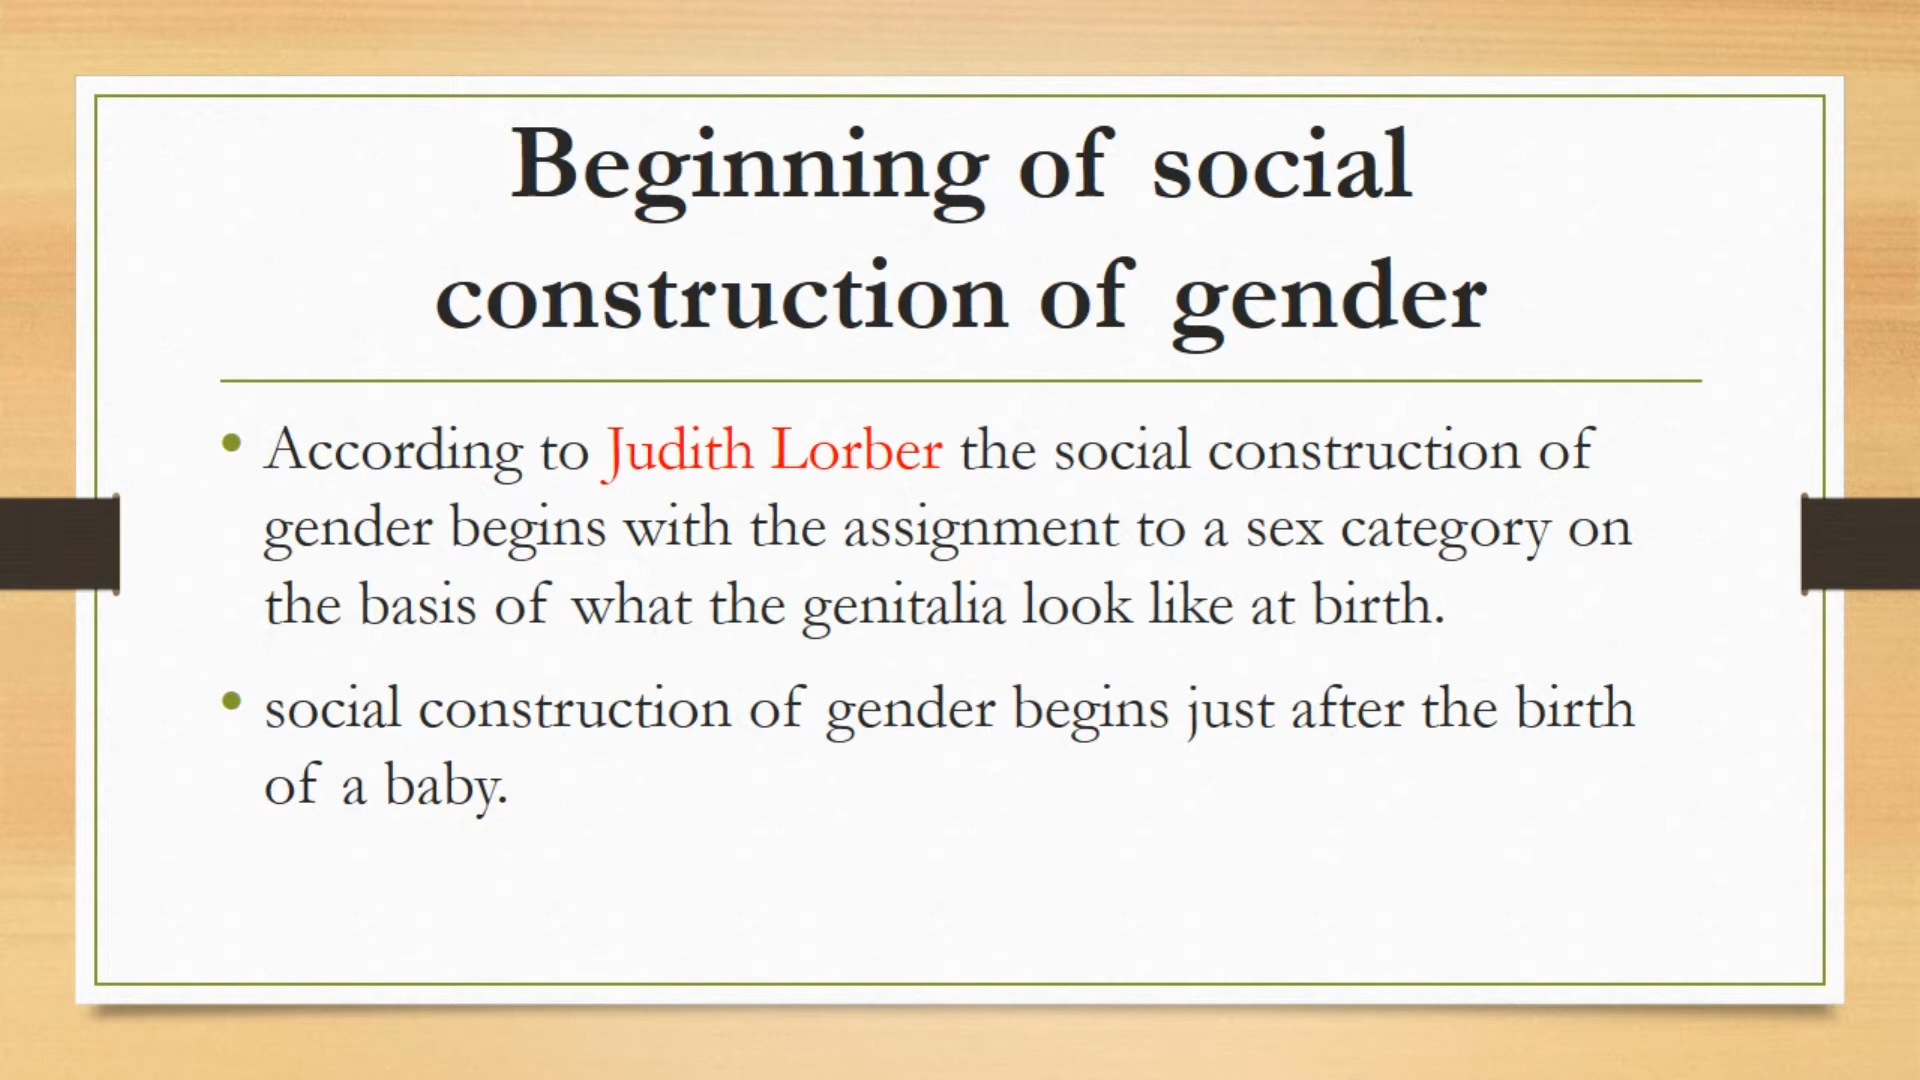 Beginning of social
construction of gender
• According to Judith Lorber the social construction of
gender begins with the assignment to a sex category on
the basis of what the genitalia look like at birth.
• social construction of gender begins just after the birth
of a baby.